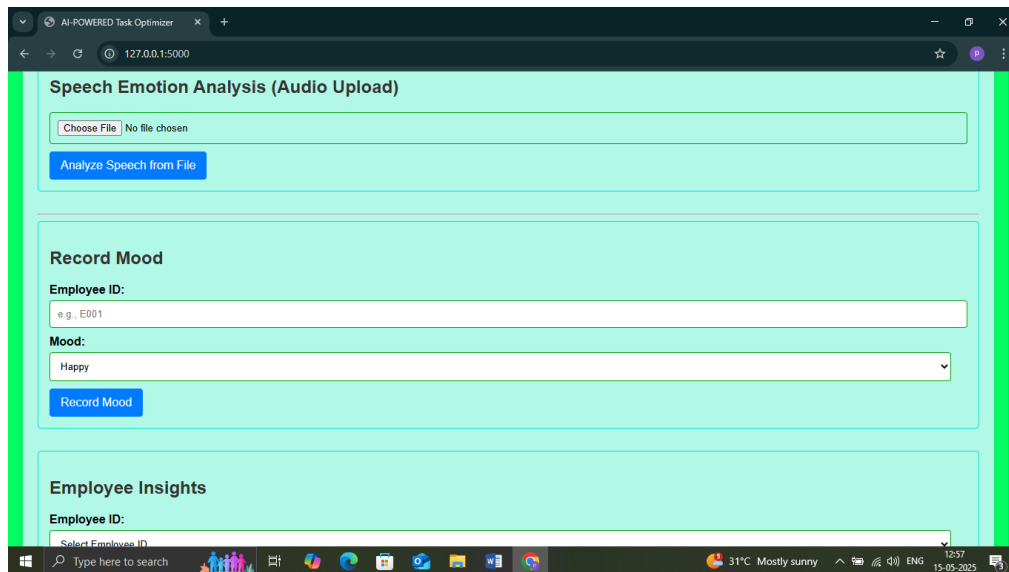 AI-POWERED Task Optimizer
127.0.0.1:5000
P
Speech Emotion Analysis (Audio Upload)
Choose File No file chosen
Analyze Speech from File
Record Mood
Employee ID:
e.g., E001
Mood:
Happy
Record Mood
Employee Insights
Employee ID:
Select Employee ID
Type here to search
31°C Mostly sunny
ENG
12:57
15-05-2025